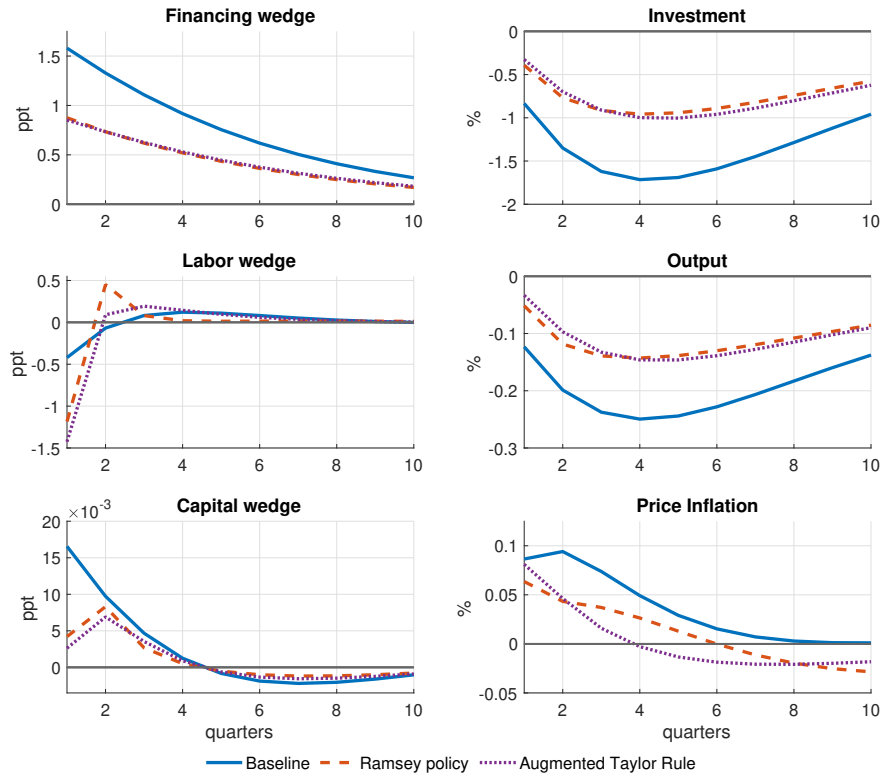 Financing wedge
1.5
1
0.5
0
ppt
2 4 6 8 10
Investment
0
-0.5
-1
-1.5
-2
%
2 4 6 8 10
Labor wedge
0.5
0
-0.5
-1
-1.5
ppt
2 4 6 8 10
Output
0
-0.1
-0.2
-0.3
%
2 4 6 8 10
Capital wedge
×10-3
20
15
10
5
0
ppt
2 4 6 8 10
quarters
Price Inflation
0.1
0.05
0
-0.05
%
2 4 6 8 10
quarters
Baseline Ramsey policy Augmented Taylor Rule